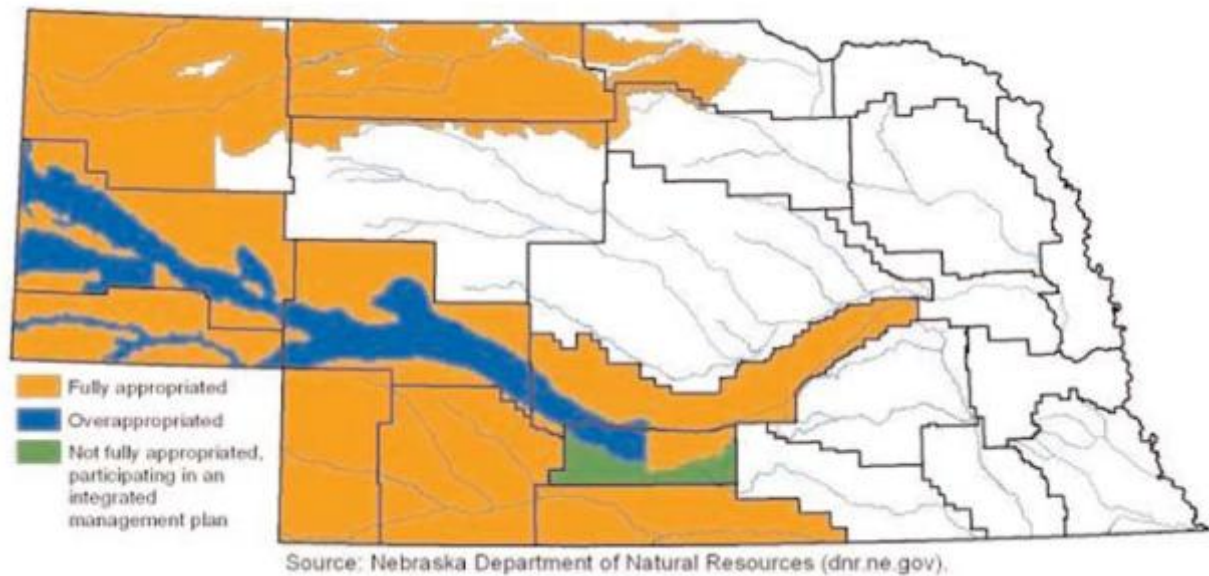 Fully appropriated
Overappropriated
Not fully appropriated,
participating in an
integrated
management plan
Source: Nebraska Department of Natural Resources (dnr.ne.gov).